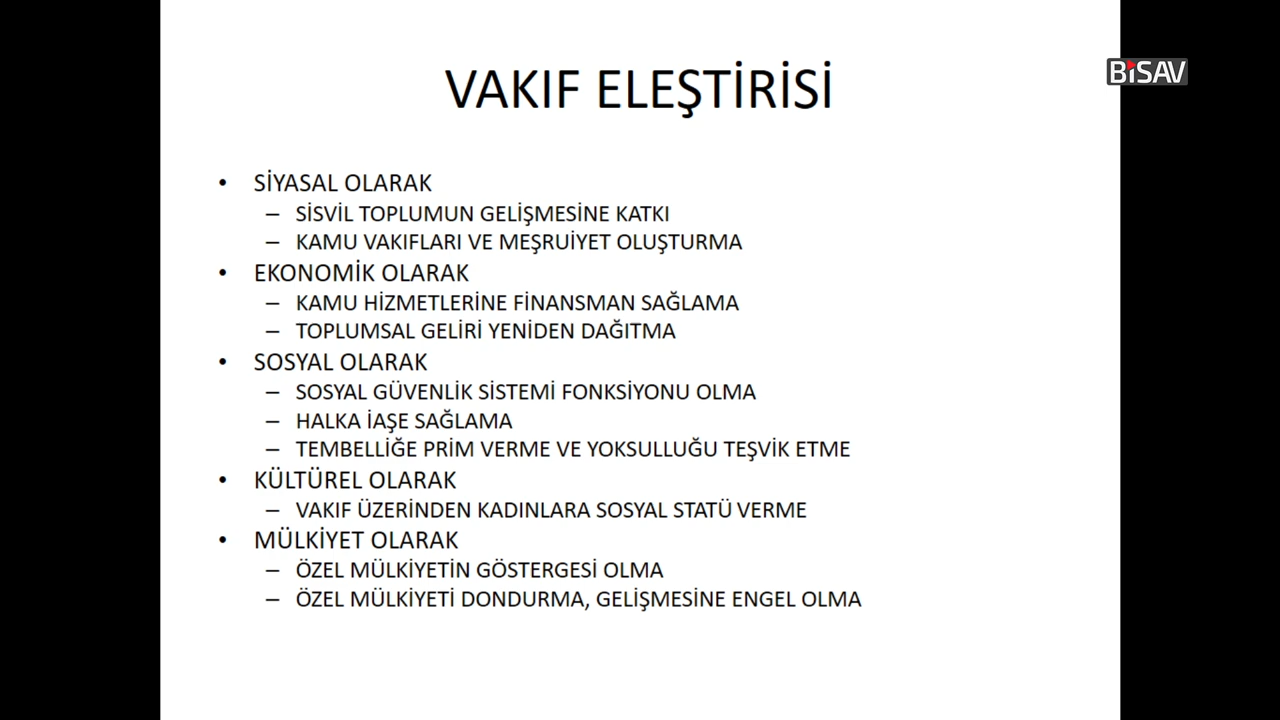 VAKIF ELEŞTİRİSİ
BİSAV
• SİYASAL OLARAK
– SİSVİL TOPLUMUN GELİŞMESİNE KATKI
– KAMU VAKIFLARI VE MEŞRUİYET OLUŞTURMA
• EKONOMİK OLARAK
– KAMU HİZMETLERİNE FİNANSMAN SAĞLAMA
– TOPLUMSAL GELİRİ YENİDEN DAĞITMA
• SOSYAL OLARAK
– SOSYAL GÜVENLİK SİSTEMİ FONKSİYONU OLMA
– HALKA İAŞE SAĞLAMA
– TEMBELLİĞE PRİM VERME VE YOKSULLUĞU TEŞVİK ETME
• KÜLTÜREL OLARAK
– VAKIF ÜZERİNDEN KADINLARA SOSYAL STATÜ VERME
• MÜLKİYET OLARAK
– ÖZEL MÜLKİYETİN GÖSTERGESİ OLMA
– ÖZEL MÜLKİYETİ DONDURMA, GELİŞMESİNE ENGEL OLMA